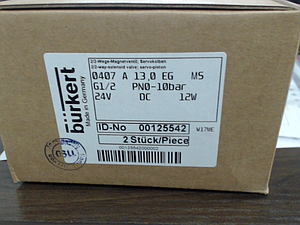 bürkert
Made in Germany
2/2-Wege-Magnetventil; Servokolben
2/2-way-solenoid valve; servo-piston
0407 A 13,0 EG MS
G1/2 PN0-10bar
24V DC 12W
ID-No 00125542
W17WE
2 Stück/Piece